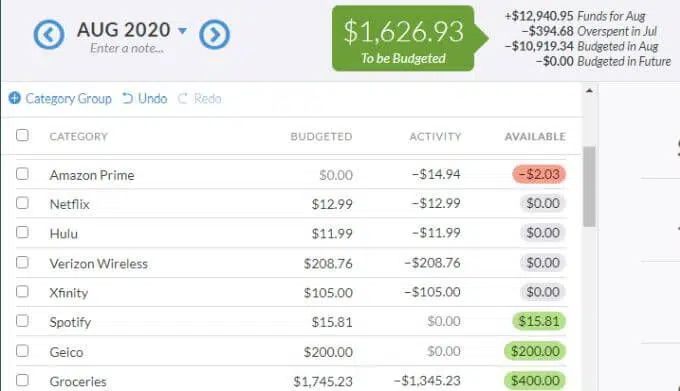 AUG 2020
Enter a note...
$1,626.93
To be Budgeted
+$12,940.95 Funds for Aug
−$394.68 Overspent in Jul
−$10,919.34 Budgeted in Aug
−$0.00 Budgeted in Future
Category Group Undo Redo
CATEGORY BUDGETED ACTIVITY AVAILABLE
Amazon Prime $0.00 −$14.94 −$2.03
Netflix $12.99 −$12.99 $0.00
Hulu $11.99 −$11.99 $0.00
Verizon Wireless $208.76 −$208.76 $0.00
Xfinity $105.00 −$105.00 $0.00
Spotify $15.81 $0.00 $15.81
Geico $200.00 $0.00 $200.00
Groceries $1,745.23 −$1,345.23 $400.00